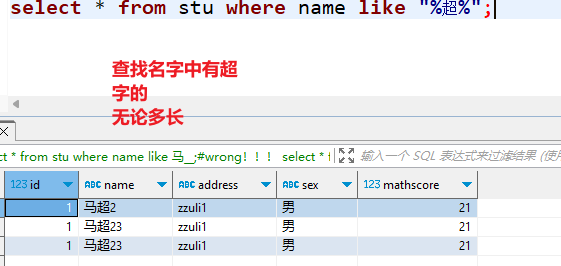 select * from stu where name like "%超%";
查找名字中有超
字的
无论多长
ct * from stu where name like 马__;#wrong！！！ select * f
输入一个 SQL 表达式来过滤结果 (使用
123 id ABC name ABC address ABC sex 123 mathscore
1 马超2 zzuli1 男 21
1 马超23 zzuli1 男 21
1 马超23 zzuli1 男 21